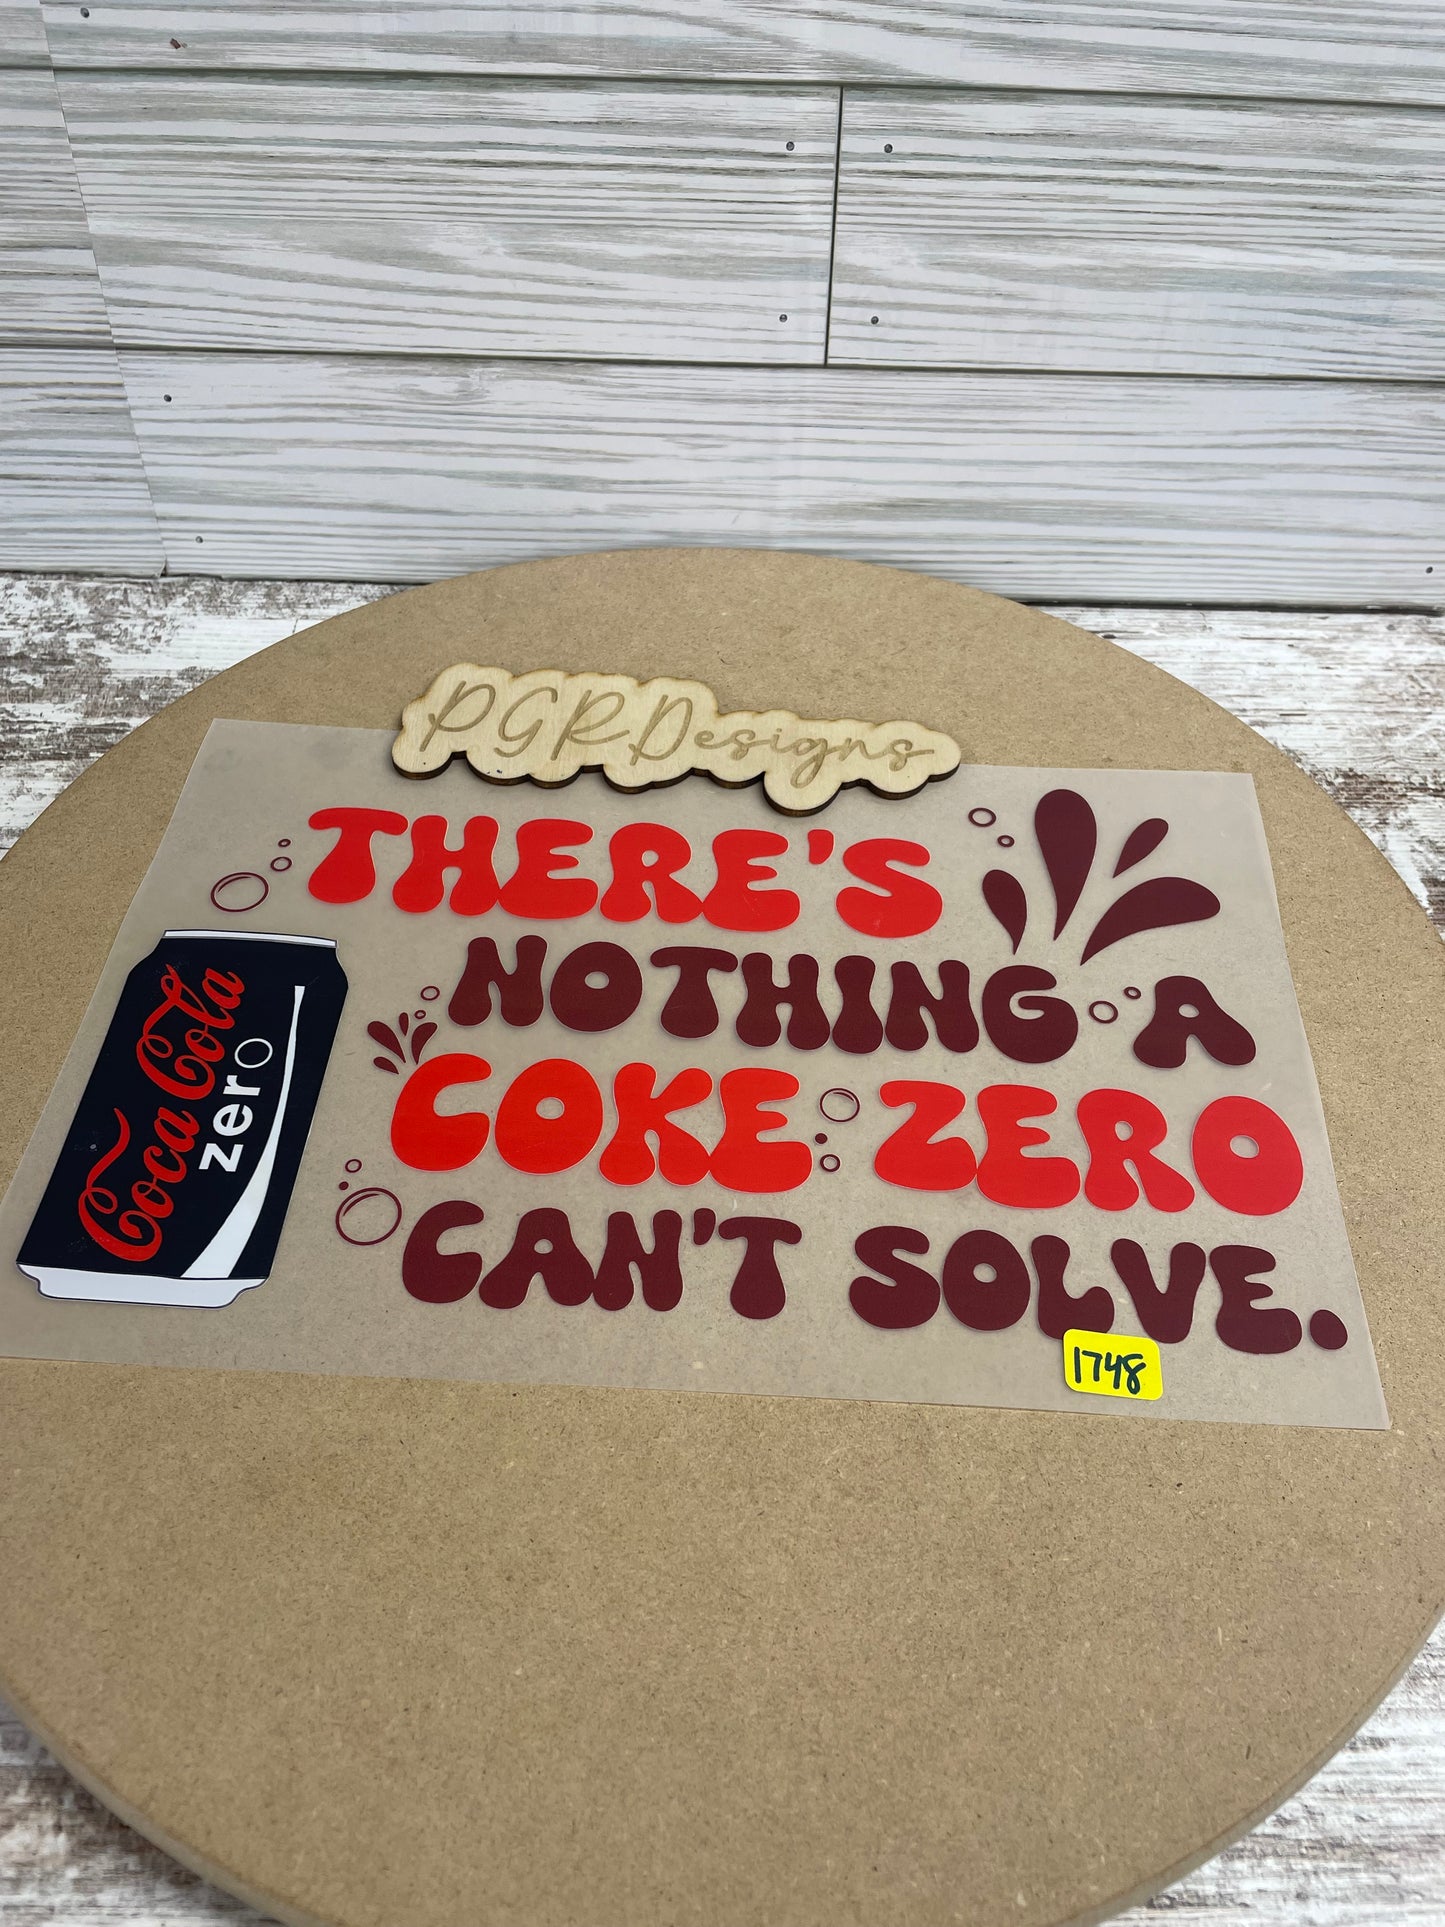 PGRDesigns
THERE'S
NOTHING A
COKE ZERO
CAN'T SOLVE.
Coca Cola
zero
1748